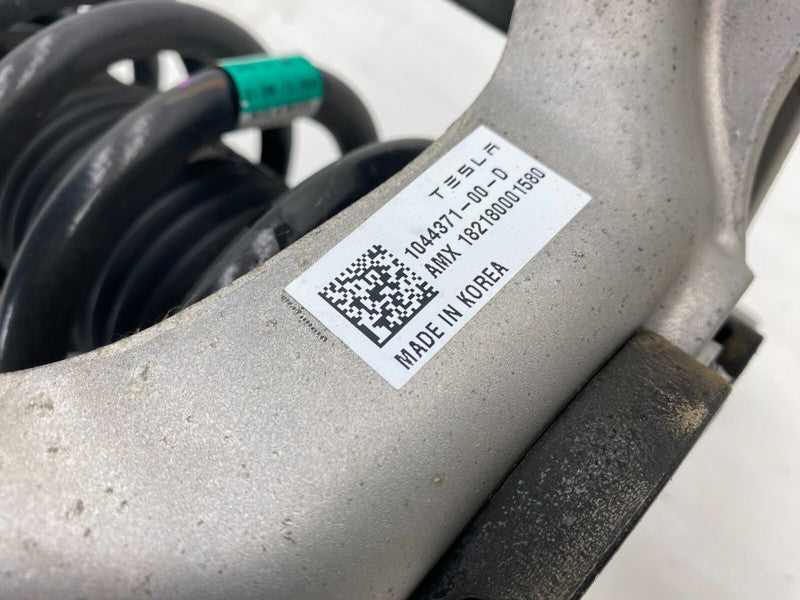 TESLA
1044371-00-D
AMX 182180001580
MADE IN KOREA